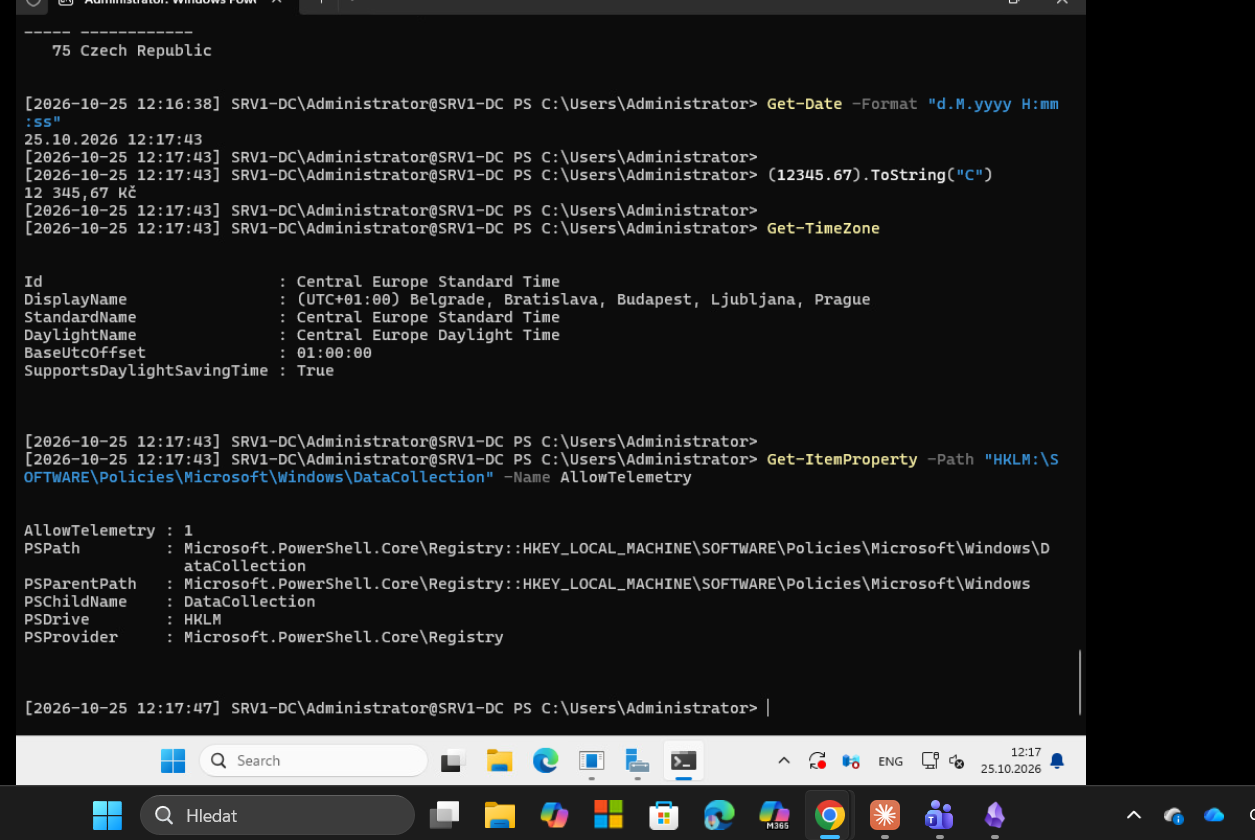 Administrator: Windows Pow
----- ------------
75 Czech Republic
[2026-10-25 12:16:38] SRV1-DC\Administrator@SRV1-DC PS C:\Users\Administrator> Get-Date -Format "d.M.yyyy H:mm
:ss"
25.10.2026 12:17:43
[2026-10-25 12:17:43] SRV1-DC\Administrator@SRV1-DC PS C:\Users\Administrator>
[2026-10-25 12:17:43] SRV1-DC\Administrator@SRV1-DC PS C:\Users\Administrator> (12345.67).ToString("C")
12 345,67 Kč
[2026-10-25 12:17:43] SRV1-DC\Administrator@SRV1-DC PS C:\Users\Administrator>
[2026-10-25 12:17:43] SRV1-DC\Administrator@SRV1-DC PS C:\Users\Administrator> Get-TimeZone
Id : Central Europe Standard Time
DisplayName : (UTC+01:00) Belgrade, Bratislava, Budapest, Ljubljana, Prague
StandardName : Central Europe Standard Time
DaylightName : Central Europe Daylight Time
BaseUtcOffset : 01:00:00
SupportsDaylightSavingTime : True
[2026-10-25 12:17:43] SRV1-DC\Administrator@SRV1-DC PS C:\Users\Administrator>
[2026-10-25 12:17:43] SRV1-DC\Administrator@SRV1-DC PS C:\Users\Administrator> Get-ItemProperty -Path "HKLM:\S
OFTWARE\Policies\Microsoft\Windows\DataCollection" -Name AllowTelemetry
AllowTelemetry : 1
PSPath : Microsoft.PowerShell.Core\Registry::HKEY_LOCAL_MACHINE\SOFTWARE\Policies\Microsoft\Windows\D
ataCollection
PSParentPath : Microsoft.PowerShell.Core\Registry::HKEY_LOCAL_MACHINE\SOFTWARE\Policies\Microsoft\Windows
PSChildName : DataCollection
PSDrive : HKLM
PSProvider : Microsoft.PowerShell.Core\Registry
[2026-10-25 12:17:47] SRV1-DC\Administrator@SRV1-DC PS C:\Users\Administrator>
Search
ENG
12:17
25.10.2026
Hledat
M365